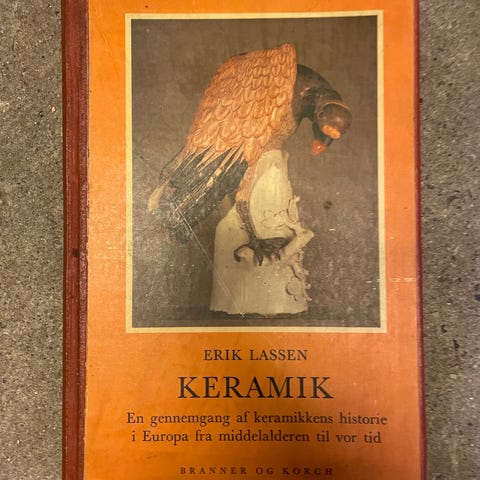 ERIK LASSEN
KERAMIK
En gennemgang af keramikkens historie
i Europa fra middelalderen til vor tid
BRANNER OG KORCH